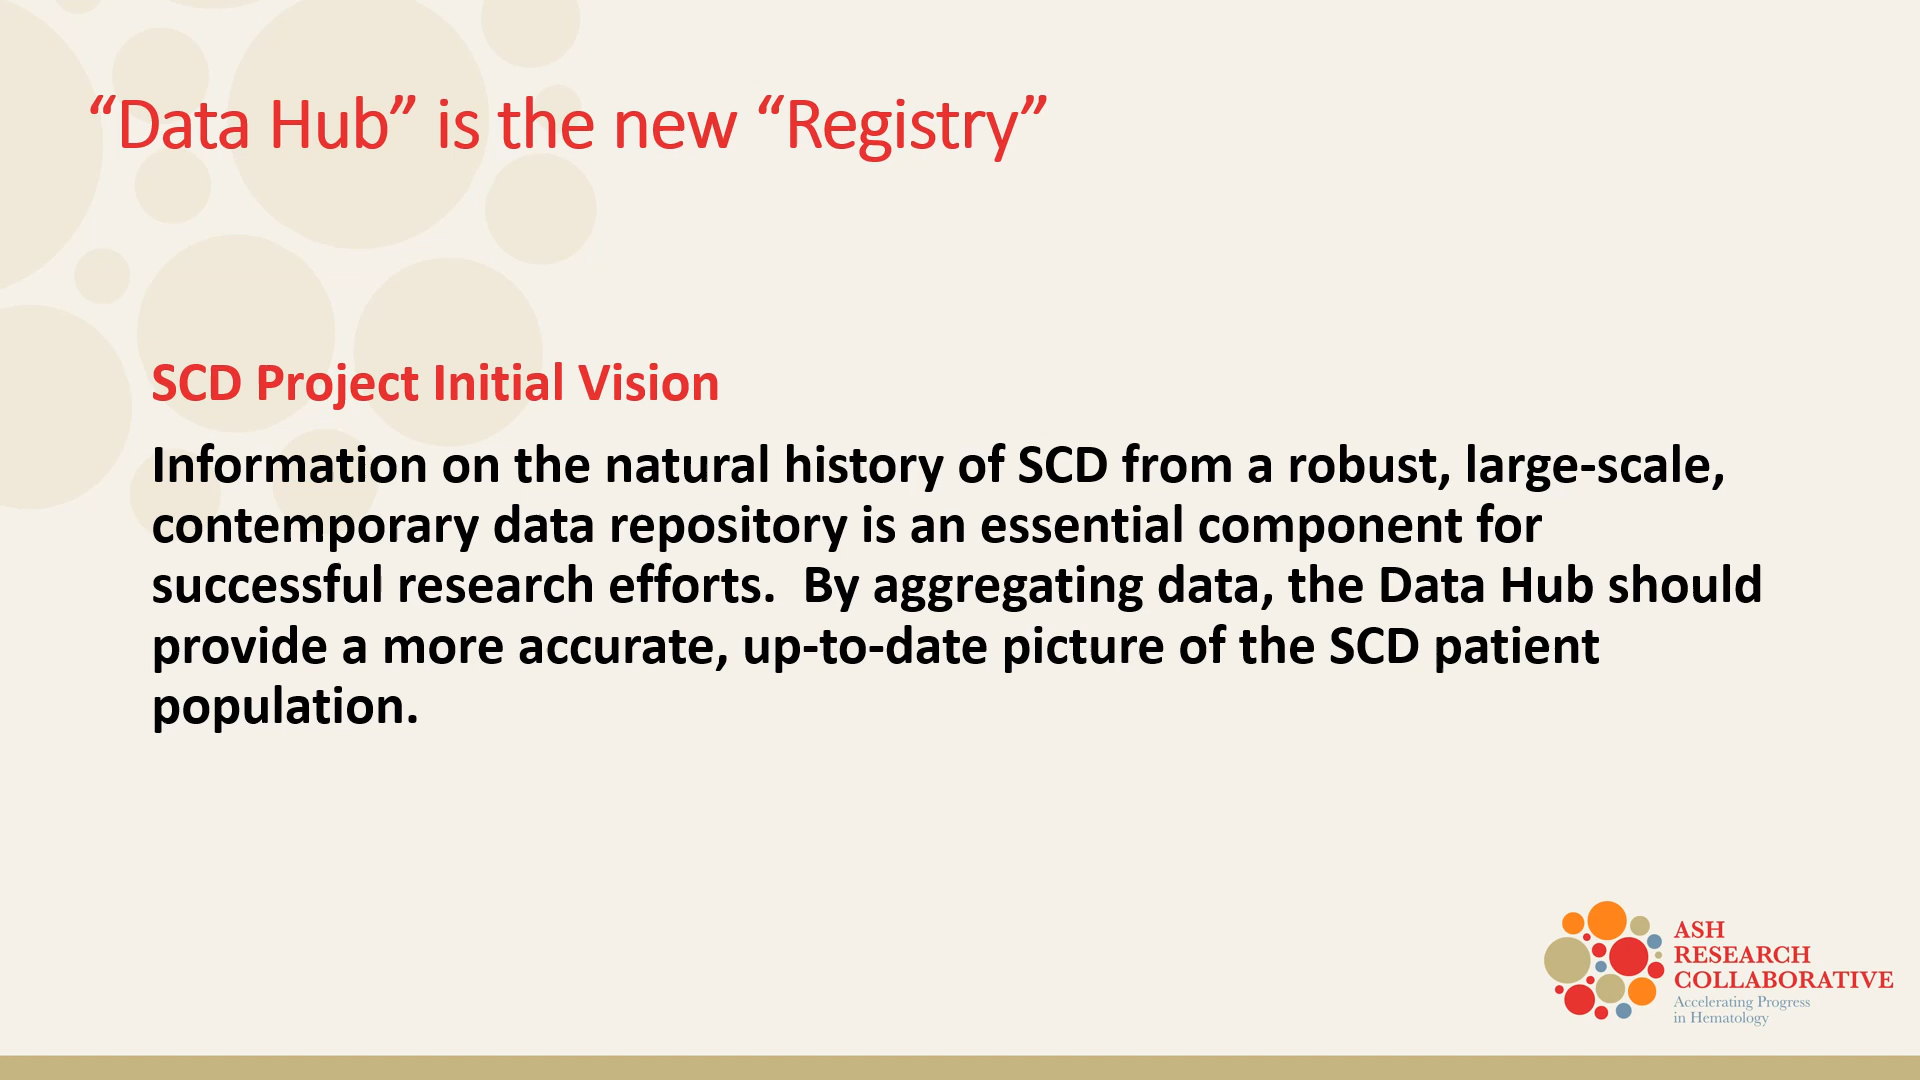 “Data Hub” is the new “Registry”
SCD Project Initial Vision
Information on the natural history of SCD from a robust, large-scale,
contemporary data repository is an essential component for
successful research efforts.  By aggregating data, the Data Hub should
provide a more accurate, up-to-date picture of the SCD patient
population.
ASH
RESEARCH
COLLABORATIVE
Accelerating Progress
in Hematology